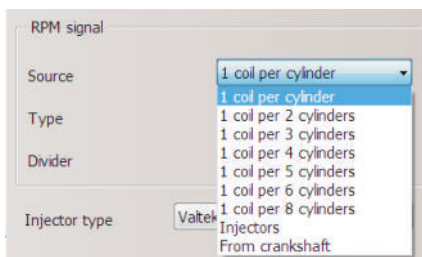 RPM signal
Source
1 coil per cylinder
1 coil per cylinder
Type
1 coil per 2 cylinders
1 coil per 3 cylinders
1 coil per 4 cylinders
Divider
1 coil per 5 cylinders
1 coil per 6 cylinders
1 coil per 8 cylinders
Injector type
Valtek
Injectors
From crankshaft